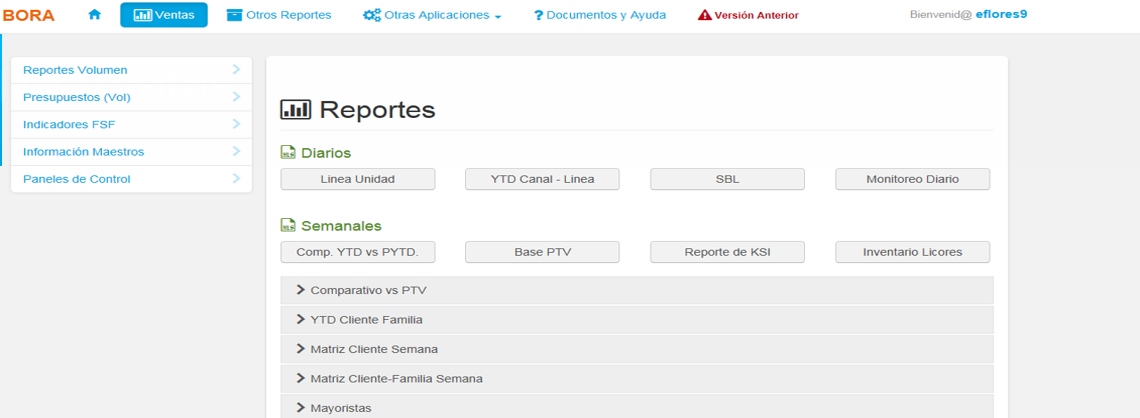 BORA Ventas Otros Reportes Otras Aplicaciones Documentos y Ayuda Versión Anterior Bienvenid@ eflores9
Reportes Volumen
Presupuestos (Vol)
Indicadores FSF
Información Maestros
Paneles de Control
Reportes
Diarios
Linea Unidad YTD Canal - Linea SBL Monitoreo Diario
Semanales
Comp. YTD vs PYTD. Base PTV Reporte de KSI Inventario Licores
Comparativo vs PTV
YTD Cliente Familia
Matriz Cliente Semana
Matriz Cliente-Familia Semana
Mayoristas